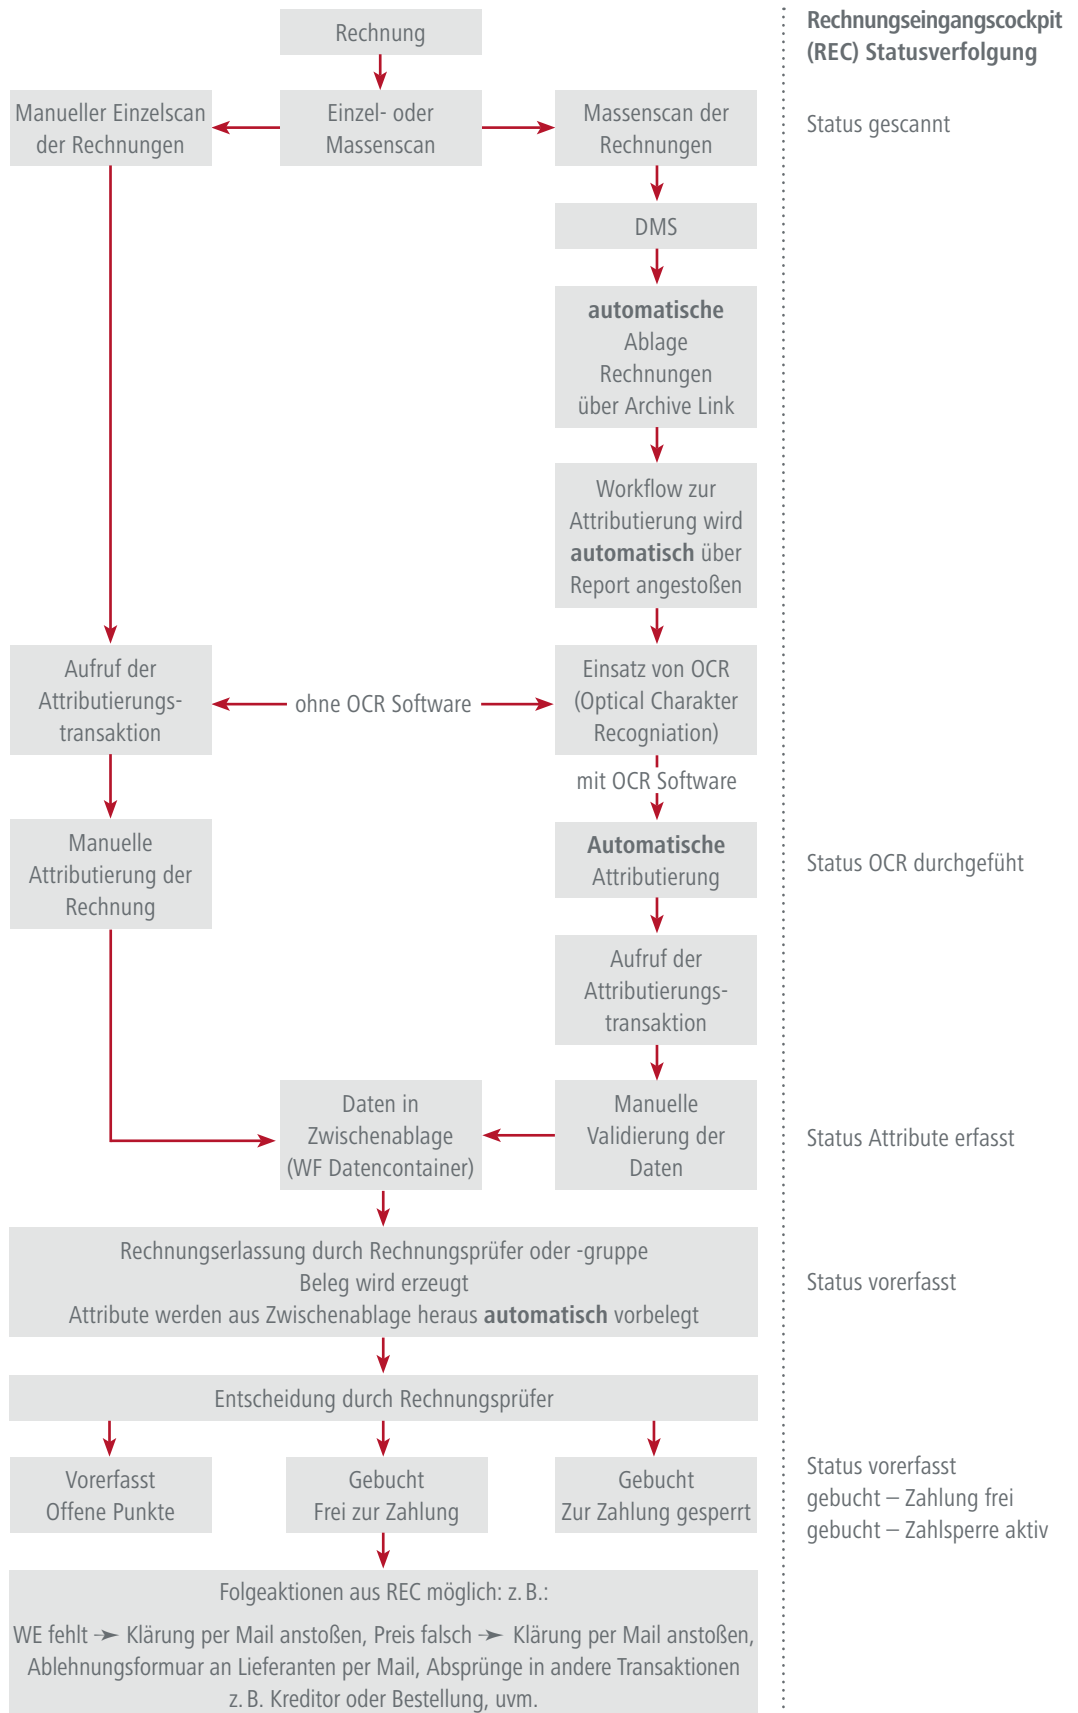 Rechnungseingangscockpit
(REC) Statusverfolgung
Rechnung
Manueller Einzelscan
der Rechnungen
Einzel- oder
Massenscan
Massenscan der
Rechnungen
Status gescannt
DMS
automatische
Ablage
Rechnungen
über Archive Link
Workflow zur
Attributierung wird
automatisch über
Report angestoßen
Aufruf der
Attributierungs-
transaktion
ohne OCR Software
Einsatz von OCR
(Optical Charakter
Recogniation)
mit OCR Software
Manuelle
Attributierung der
Rechnung
Automatische
Attributierung
Status OCR durchgefüht
Aufruf der
Attributierungs-
transaktion
Daten in
Zwischenablage
(WF Datencontainer)
Manuelle
Validierung der
Daten
Status Attribute erfasst
Rechnungserlassung durch Rechnungsprüfer oder -gruppe
Beleg wird erzeugt
Attribute werden aus Zwischenablage heraus automatisch vorbelegt
Status vorerfasst
Entscheidung durch Rechnungsprüfer
Vorerfasst
Offene Punkte
Gebucht
Frei zur Zahlung
Gebucht
Zur Zahlung gesperrt
Status vorerfasst
gebucht – Zahlung frei
gebucht – Zahlsperre aktiv
Folgeaktionen aus REC möglich: z. B.:
WE fehlt ➛ Klärung per Mail anstoßen, Preis falsch ➛ Klärung per Mail anstoßen,
Ablehnungsformuar an Lieferanten per Mail, Absprünge in andere Transaktionen
z. B. Kreditor oder Bestellung, uvm.